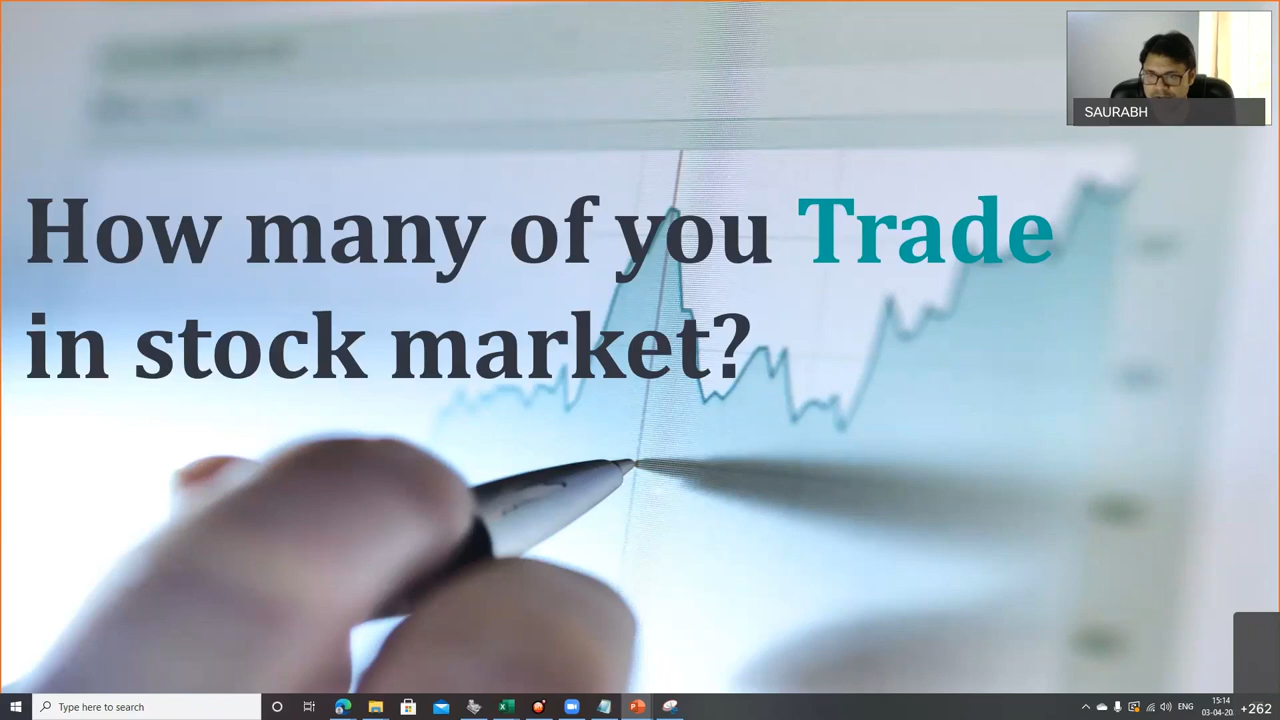 SAURABH
How many of you Trade
in stock market?
Type here to search
ENG
15:14
03-04-20
+262